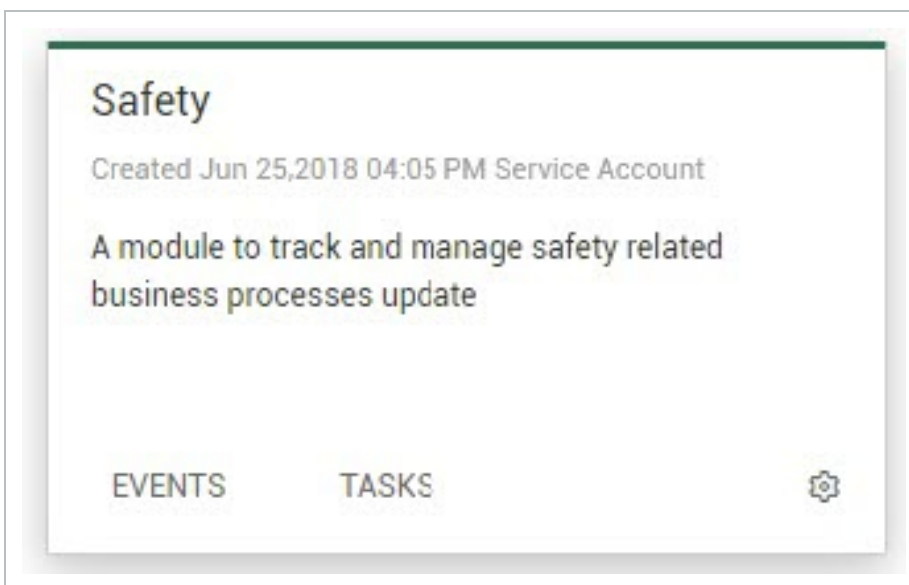 Safety
Created Jun 25,2018 04:05 PM Service Account
A module to track and manage safety related
business processes update
EVENTS TASKS